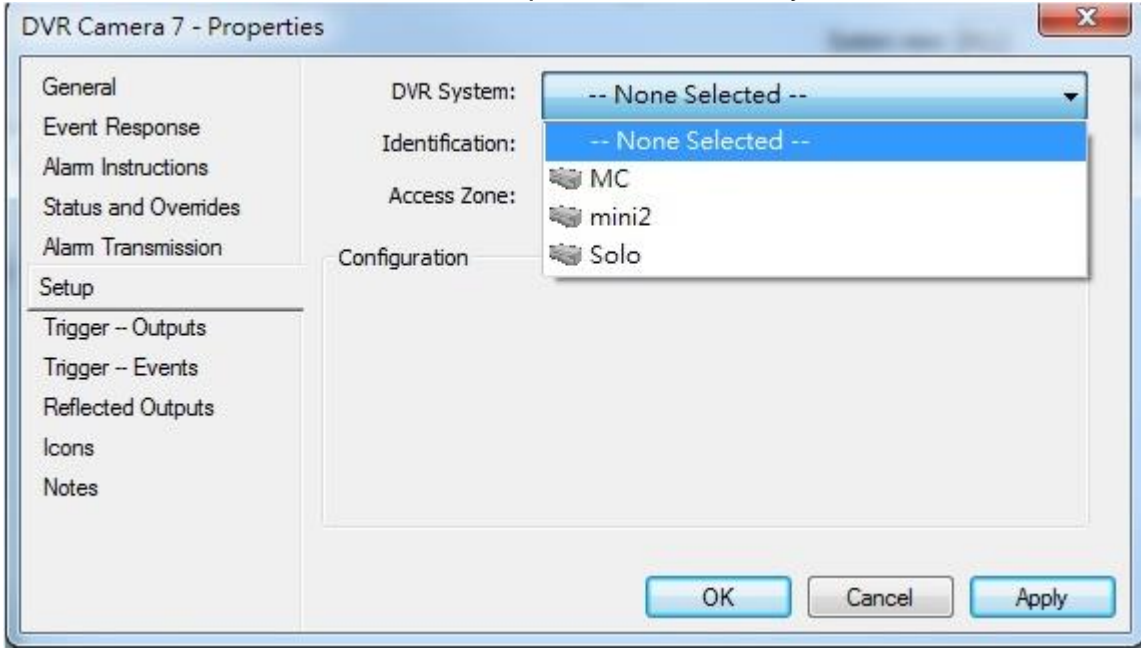 DVR Camera 7 - Properties
General
Event Response
Alarm Instructions
Status and Overrides
Alarm Transmission
Setup
Trigger -- Outputs
Trigger -- Events
Reflected Outputs
Icons
Notes
DVR System:
-- None Selected --
Identification:
Access Zone:
-- None Selected --
MC
mini2
Solo
Configuration
OK
Cancel
Apply